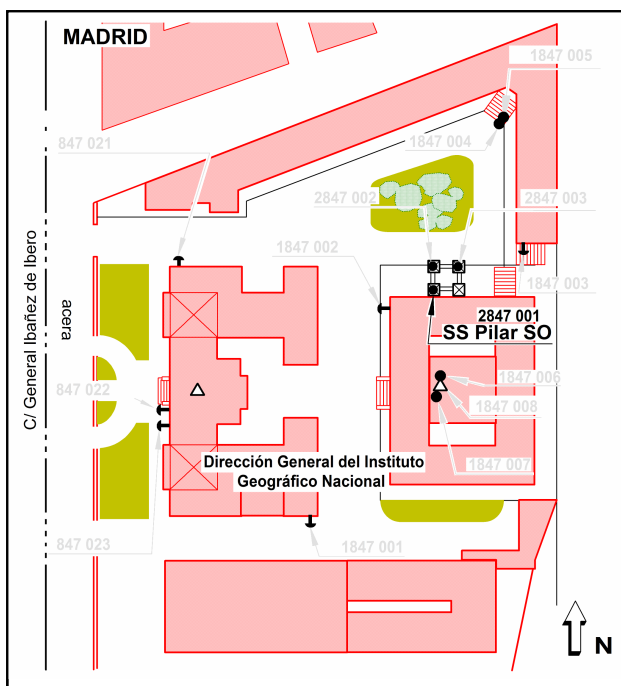 MADRID
1847 005
847 021
1847 004
2847 002
2847 003
1847 002
1847 003
2847 001
SS Pilar SO
C/ General Ibañez de Ibero
acera
847 022
1847 006
1847 008
1847 007
Dirección General del Instituto
Geográfico Nacional
847 023
1847 001
N